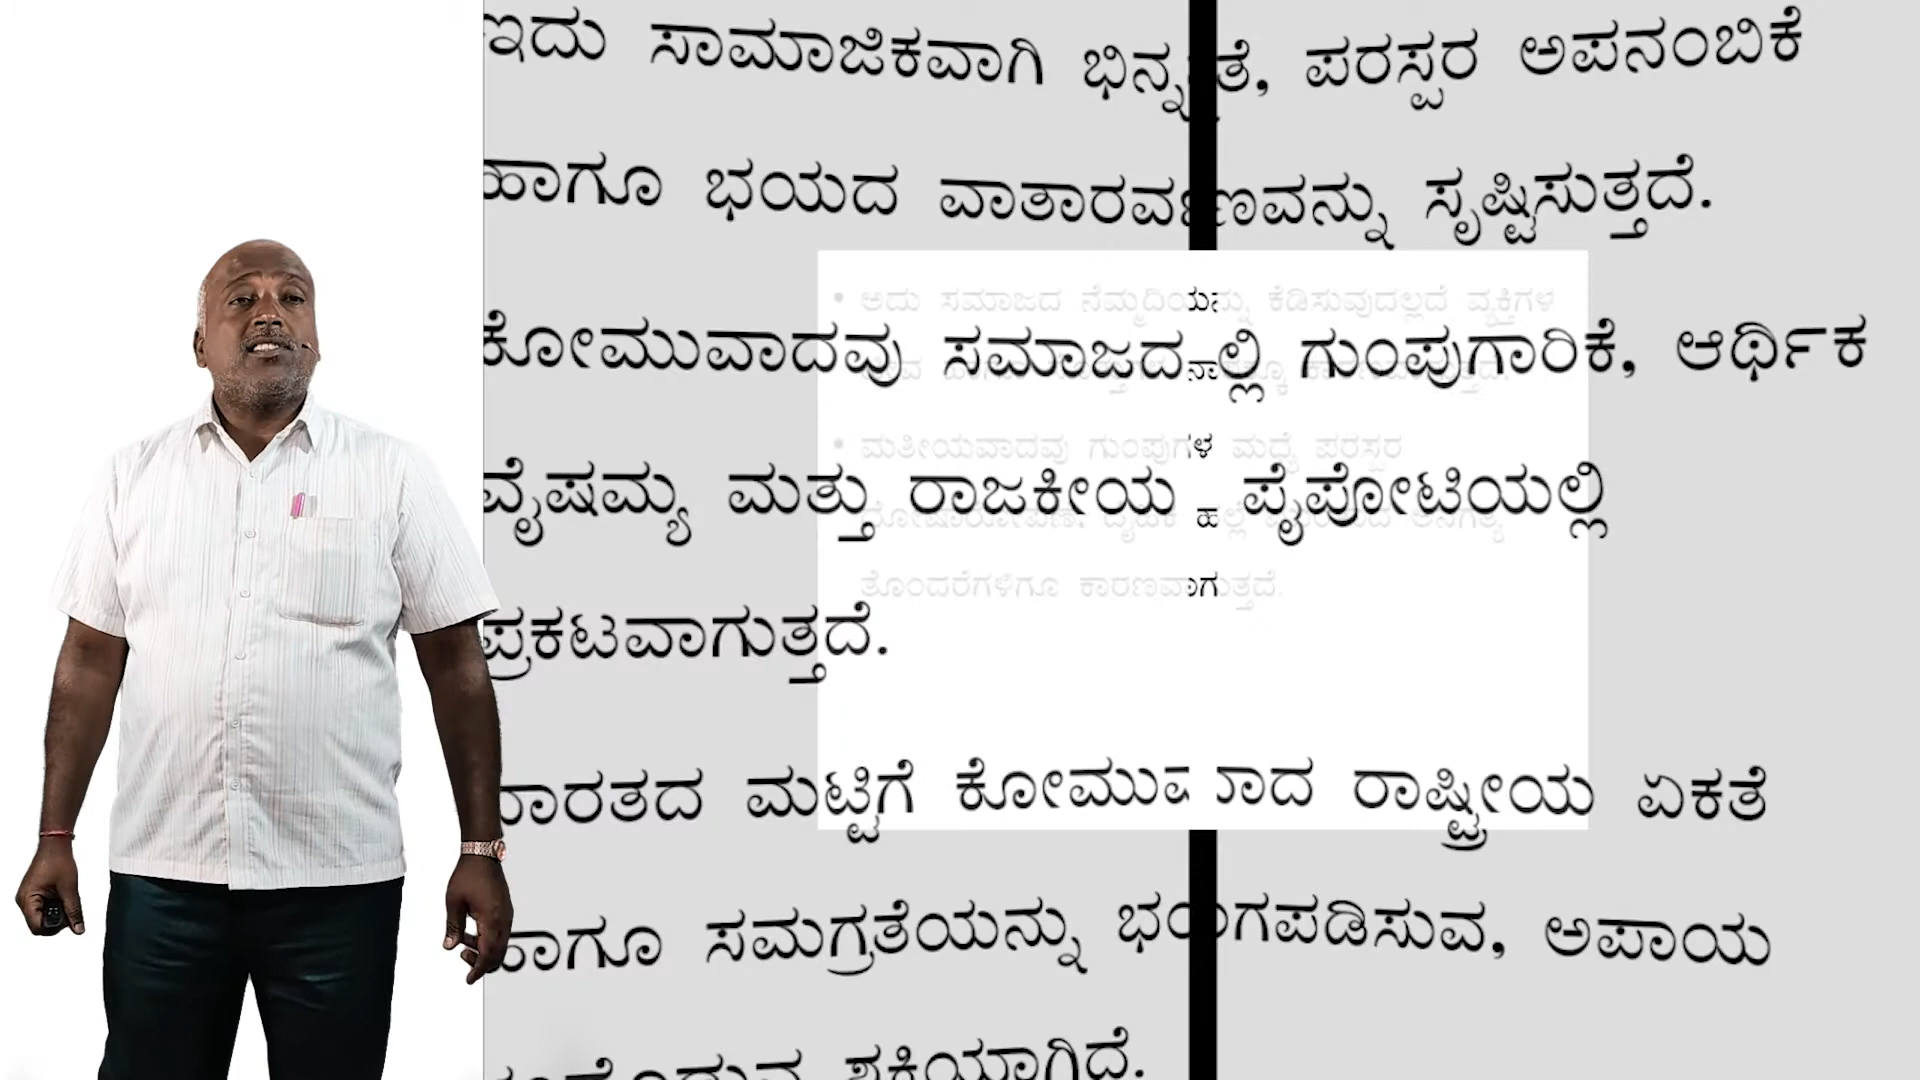 ಇದು ಸಾಮಾಜಿಕವಾಗಿ ಭಿನ್ನತೆ, ಪರಸ್ಪರ ಅಪನಂಬಿಕೆ
ಹಾಗೂ ಭಯದ ವಾತಾರವಣವನ್ನು ಸೃಷ್ಟಿಸುತ್ತದೆ.
• ಅದು ಸಮಾಜದ ನೆಮ್ಮದಿಯನ್ನು ಕೆಡಿಸುವುದಲ್ಲದೆ ವ್ಯಕ್ತಿಗಳ
ಕೋಮುವಾದವು ಸಮಾಜದಲ್ಲಿ ಗುಂಪುಗಾರಿಕೆ, ಆರ್ಥಿಕ
• ಮತೀಯವಾದವು ಗುಂಪುಗಳ ಮಧ್ಯೆ ಪರಸ್ಪರ
ವೈಷಮ್ಯ ಮತ್ತು ರಾಜಕೀಯ ಪೈಪೋಟಿಯಲ್ಲಿ
ತೊಂದರೆಗಳಿಗೂ ಕಾರಣವಾಗುತ್ತದೆ.
ಪ್ರಕಟವಾಗುತ್ತದೆ.
ಭಾರತದ ಮಟ್ಟಿಗೆ ಕೋಮುವಾದ ರಾಷ್ಟ್ರೀಯ ಏಕತೆ
ಹಾಗೂ ಸಮಗ್ರತೆಯನ್ನು ಭಂಗಪಡಿಸುವ, ಅಪಾಯ
ಶಕ್ತಿಯಾಗಿದೆ.